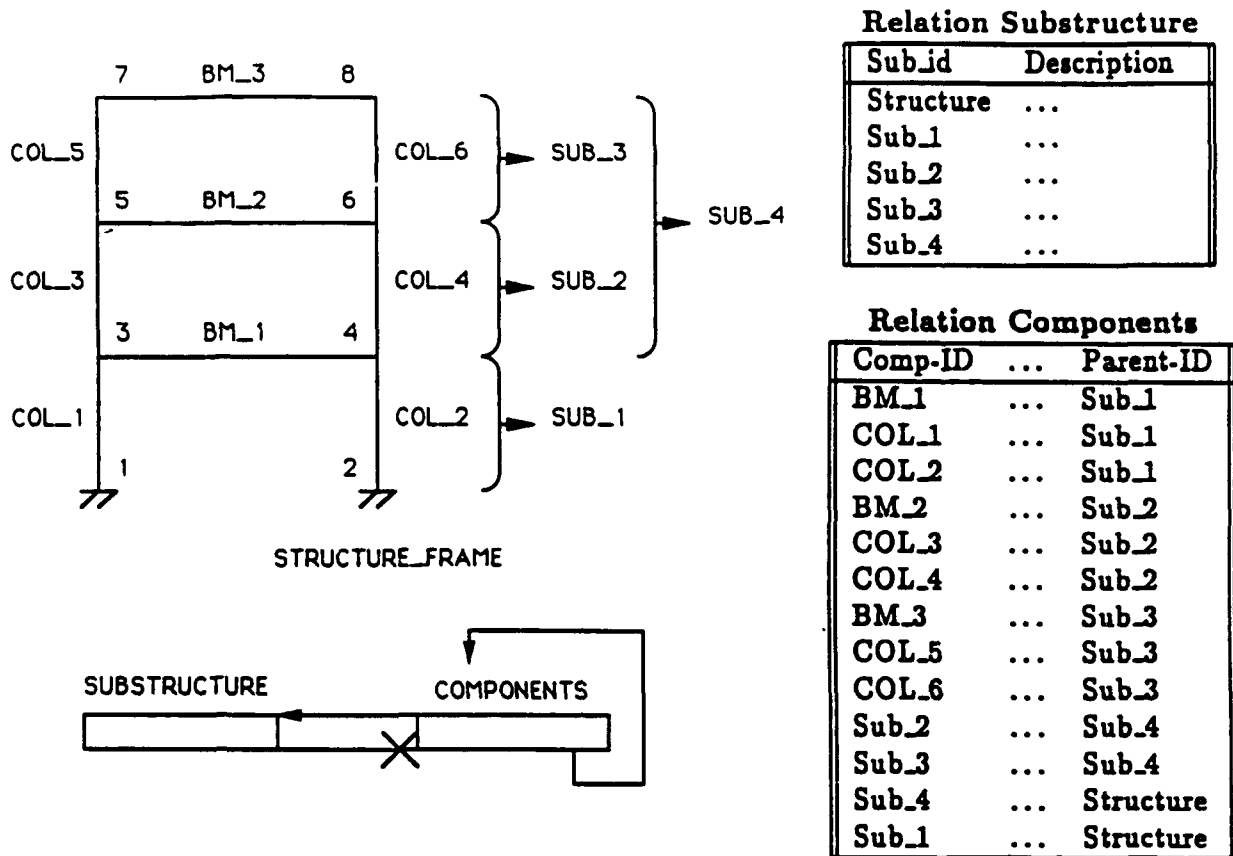 7 BM_3 8
COL_5 COL_6 SUB_3
5 BM_2 6
SUB_4
COL_3 COL_4 SUB_2
3 BM_1 4
COL_1 COL_2 SUB_1
1 2
STRUCTURE_FRAME
SUBSTRUCTURE COMPONENTS
Relation Substructure
Sub_id Description
Structure ...
Sub_1 ...
Sub_2 ...
Sub_3 ...
Sub_4 ...
Relation Components
Comp-ID ... Parent-ID
BM_1 ... Sub_1
COL_1 ... Sub_1
COL_2 ... Sub_1
BM_2 ... Sub_2
COL_3 ... Sub_2
COL_4 ... Sub_2
BM_3 ... Sub_3
COL_5 ... Sub_3
COL_6 ... Sub_3
Sub_2 ... Sub_4
Sub_3 ... Sub_4
Sub_4 ... Structure
Sub_1 ... Structure